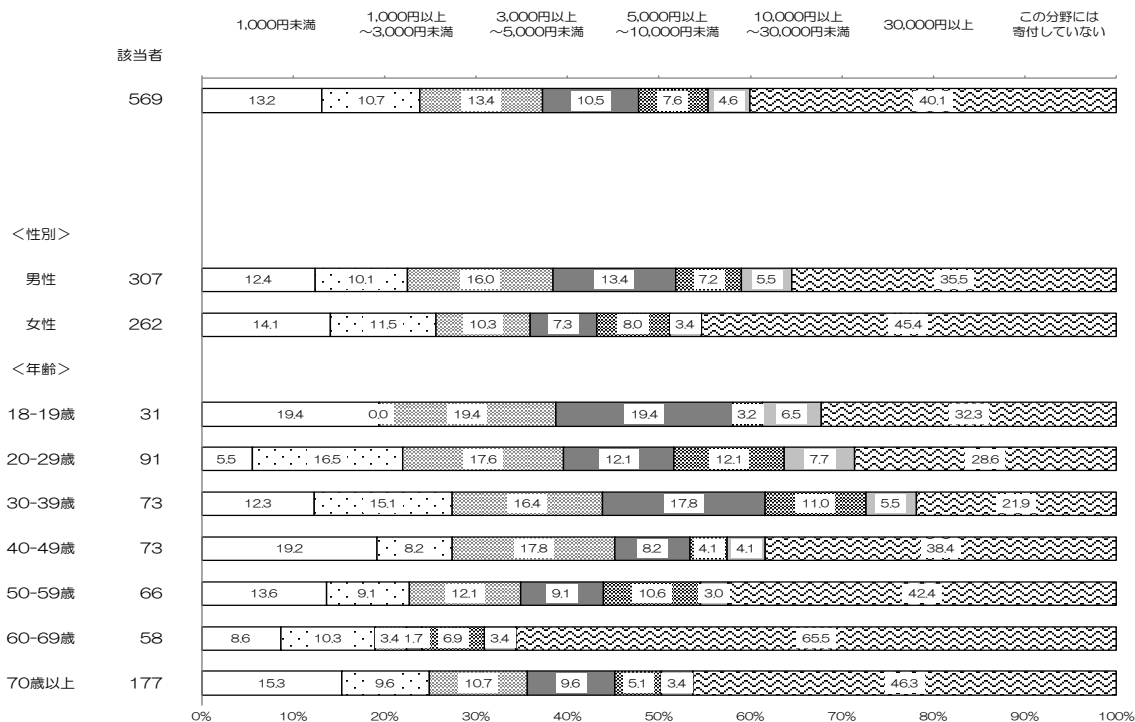 1,000円未満
1,000円以上
～3,000円未満
3,000円以上
～5,000円未満
5,000円以上
～10,000円未満
10,000円以上
～30,000円未満
30,000円以上
この分野には
寄付していない
該当者
569 13.2 10.7 13.4 10.5 7.6 4.6 40.1
＜性別＞
男性 307 12.4 10.1 16.0 13.4 7.2 5.5 35.5
女性 262 14.1 11.5 10.3 7.3 8.0 3.4 45.4
＜年齢＞
18-19歳 31 19.4 0.0 19.4 19.4 3.2 6.5 32.3
20-29歳 91 5.5 16.5 17.6 12.1 12.1 7.7 28.6
30-39歳 73 12.3 15.1 16.4 17.8 11.0 5.5 21.9
40-49歳 73 19.2 8.2 17.8 8.2 4.1 4.1 38.4
50-59歳 66 13.6 9.1 12.1 9.1 10.6 3.0 42.4
60-69歳 58 8.6 10.3 3.4 1.7 6.9 3.4 65.5
70歳以上 177 15.3 9.6 10.7 9.6 5.1 3.4 46.3
0% 10% 20% 30% 40% 50% 60% 70% 80% 90% 100%